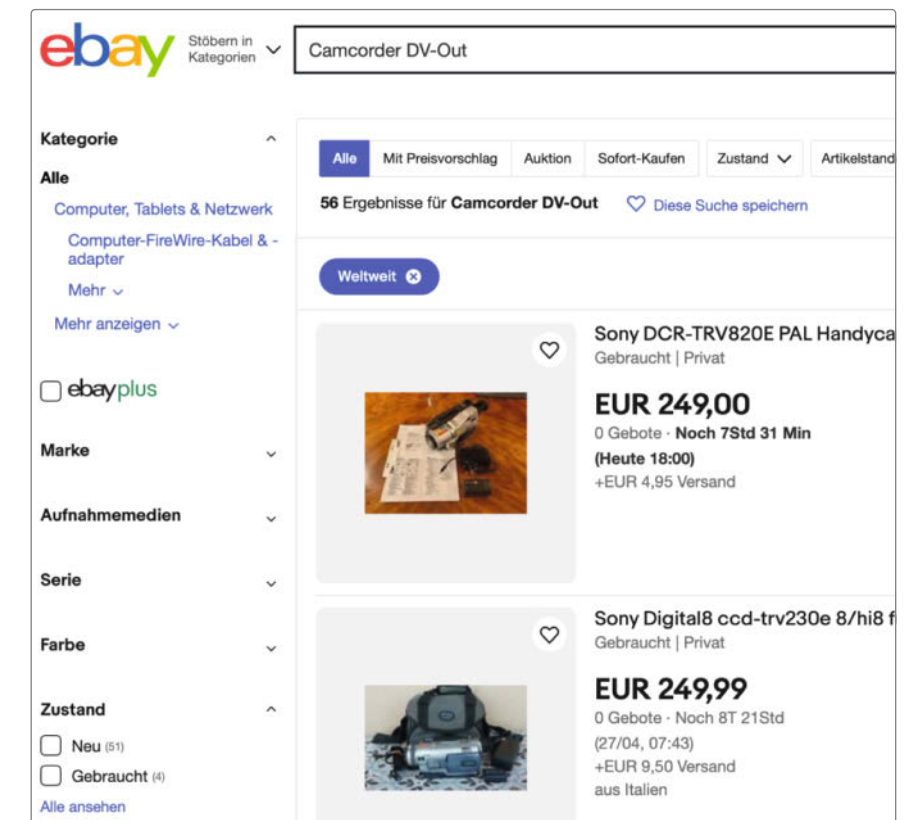 ebay
Stöbern in
Kategorien
Camcorder DV-Out
Kategorie
Alle
Computer, Tablets & Netzwerk
Computer-FireWire-Kabel & -
adapter
Mehr
Mehr anzeigen
ebayplus
Marke
Aufnahmemedien
Serie
Farbe
Zustand
Neu (51)
Gebraucht (4)
Alle ansehen
Alle Mit Preisvorschlag Auktion Sofort-Kaufen Zustand Artikelstand
56 Ergebnisse für Camcorder DV-Out Diese Suche speichern
Weltweit
Sony DCR-TRV820E PAL Handyca
Gebraucht | Privat
EUR 249,00
0 Gebote · Noch 7Std 31 Min
(Heute 18:00)
+EUR 4,95 Versand
Sony Digital8 ccd-trv230e 8/hi8 f
Gebraucht | Privat
EUR 249,99
0 Gebote · Noch 8T 21Std
(27/04, 07:43)
+EUR 9,50 Versand
aus Italien